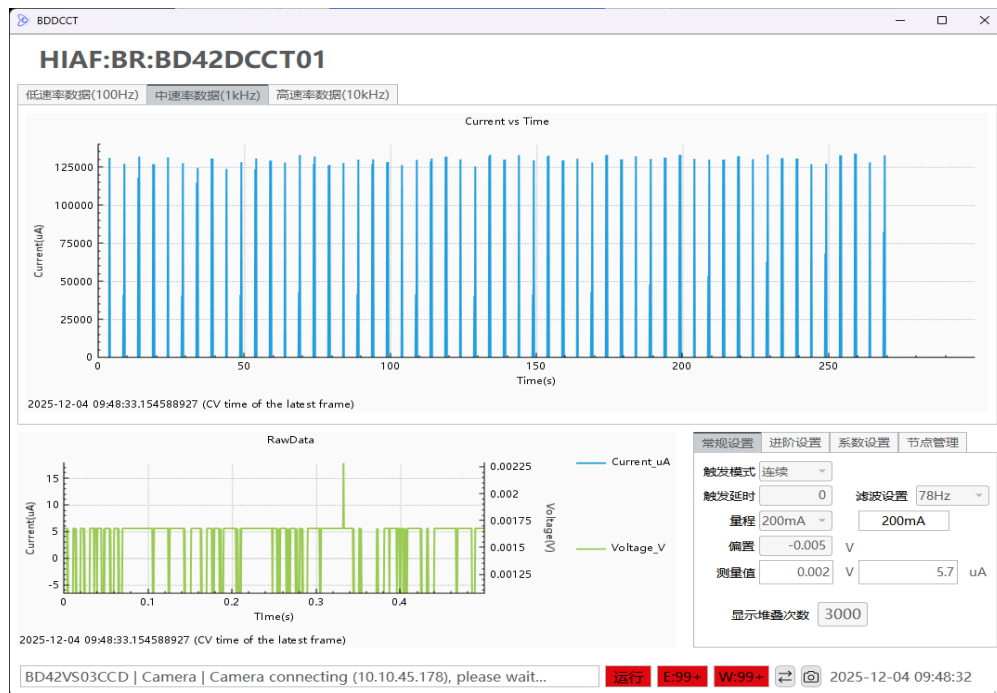 BDDCCT
HIAF:BR:BD42DCCT01
低速率数据(100Hz) 中速率数据(1kHz) 高速率数据(10kHz)
Current vs Time
125000
100000
75000
50000
25000
0
Current(uA)
0 50 100 150 200 250
Time(s)
2025-12-04 09:48:33.154588927 (CV time of the latest frame)
RawData
15
10
5
0
-5
Current(uA)
0.00225
0.002
0.00175
0.0015
0.00125
Voltage(V)
0 0.1 0.2 0.3 0.4
TIme(s)
Current_uA
Voltage_V
2025-12-04 09:48:33.154588927 (CV time of the latest frame)
常规设置 进阶设置 系数设置 节点管理
触发模式 连续
触发延时 0 滤波设置 78Hz
量程 200mA 200mA
偏置 -0.005 V
测量值 0.002 V 5.7 uA
显示堆叠次数 3000
BD42VS03CCD | Camera | Camera connecting (10.10.45.178), please wait...
运行 E:99+ W:99+ 2025-12-04 09:48:32